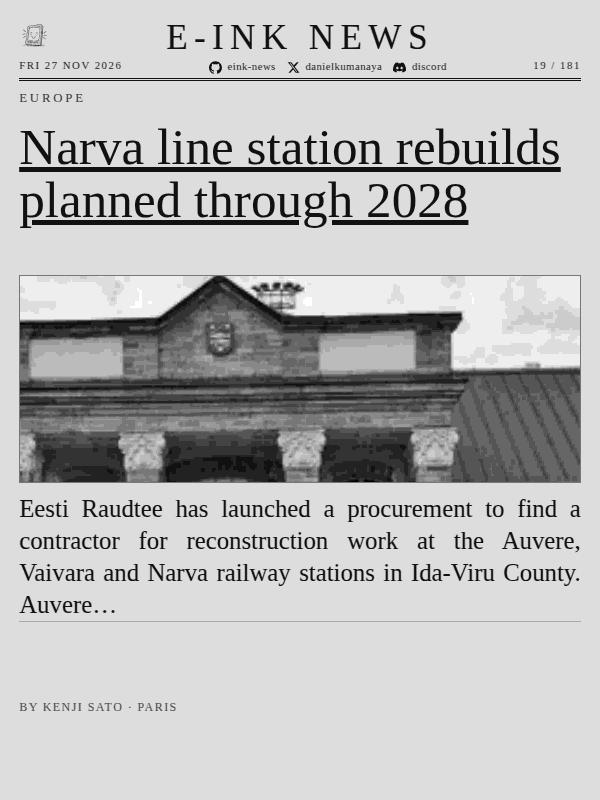 E-INK NEWS
FRI 27 NOV 2026
eink-news danielkumanaya discord
19 / 181
EUROPE
Narva line station rebuilds
planned through 2028
Eesti Raudtee has launched a procurement to find a
contractor for reconstruction work at the Auvere,
Vaivara and Narva railway stations in Ida-Viru County.
Auvere…
BY KENJI SATO · PARIS